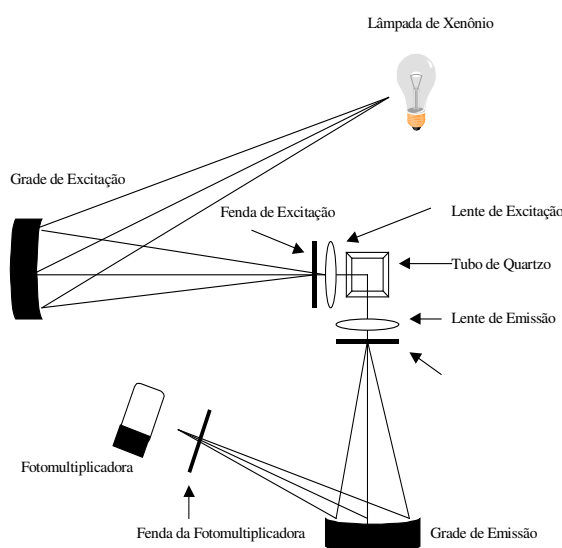 Lâmpada de Xenônio
Grade de Excitação
Fenda de Excitação
Lente de Excitação
Tubo de Quartzo
Lente de Emissão
Fotomultiplicadora
Fenda da Fotomultiplicadora
Grade de Emissão